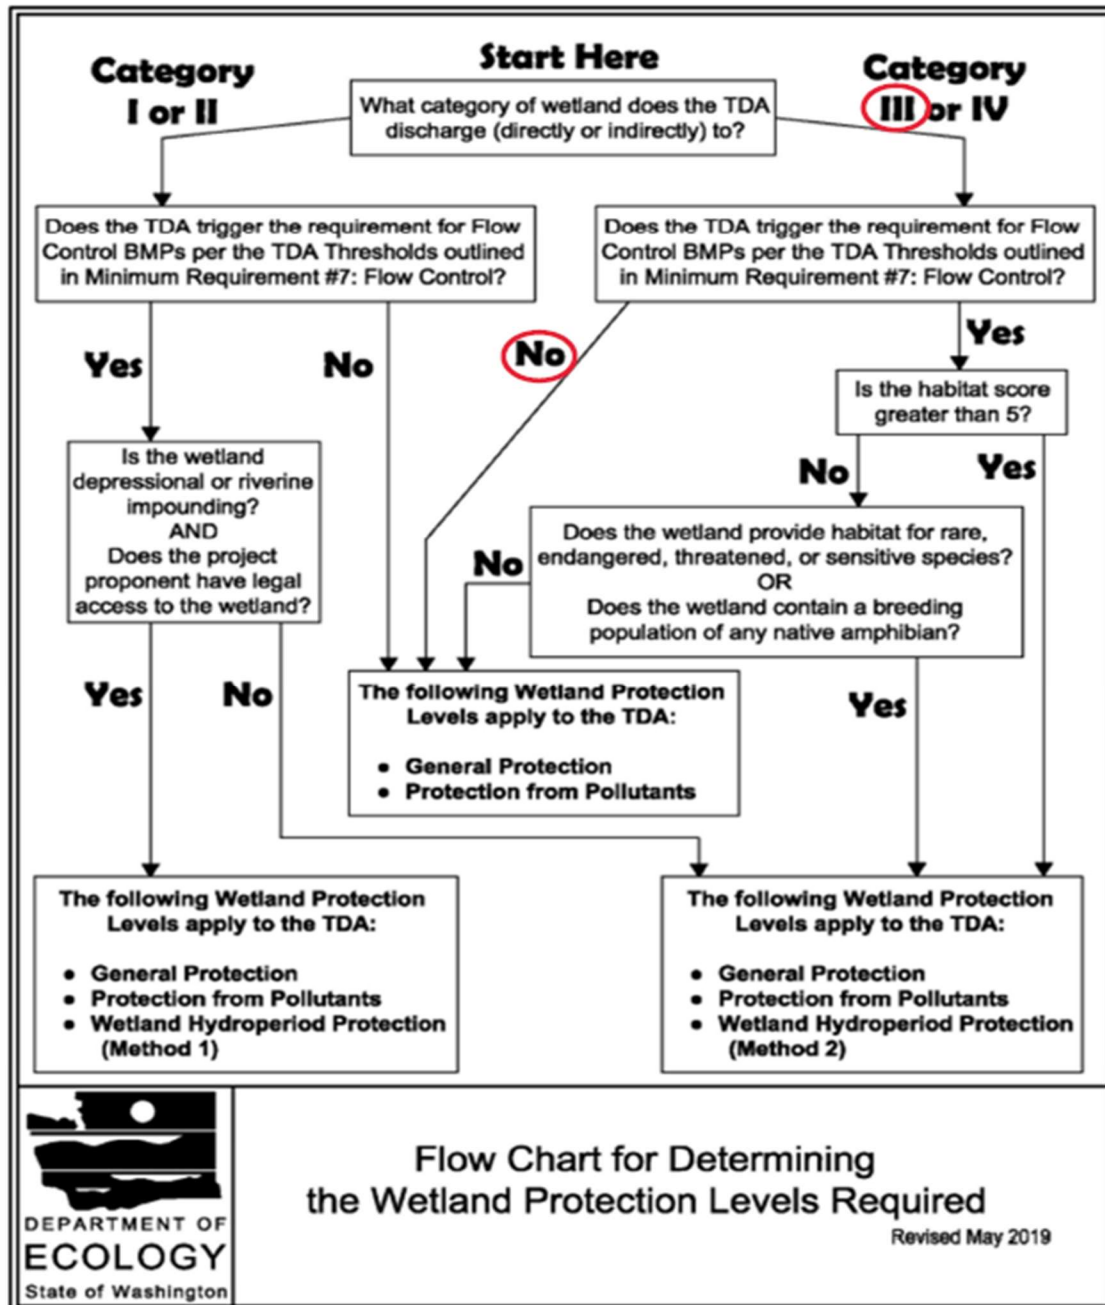 Start Here
Category
I or II
Category
III or IV
What category of wetland does the TDA
discharge (directly or indirectly) to?
Does the TDA trigger the requirement for Flow
Control BMPs per the TDA Thresholds outlined
in Minimum Requirement #7: Flow Control?
Does the TDA trigger the requirement for Flow
Control BMPs per the TDA Thresholds outlined
in Minimum Requirement #7: Flow Control?
Yes
No
No
Yes
Is the habitat score
greater than 5?
Is the wetland
depressional or riverine
impounding?
AND
Does the project
proponent have legal
access to the wetland?
No
Yes
Does the wetland provide habitat for rare,
endangered, threatened, or sensitive species?
OR
Does the wetland contain a breeding
population of any native amphibian?
No
Yes
No
The following Wetland Protection
Levels apply to the TDA:
• General Protection
• Protection from Pollutants
Yes
The following Wetland Protection
Levels apply to the TDA:
• General Protection
• Protection from Pollutants
• Wetland Hydroperiod Protection
(Method 1)
The following Wetland Protection
Levels apply to the TDA:
• General Protection
• Protection from Pollutants
• Wetland Hydroperiod Protection
(Method 2)
DEPARTMENT OF
ECOLOGY
State of Washington
Flow Chart for Determining
the Wetland Protection Levels Required
Revised May 2019